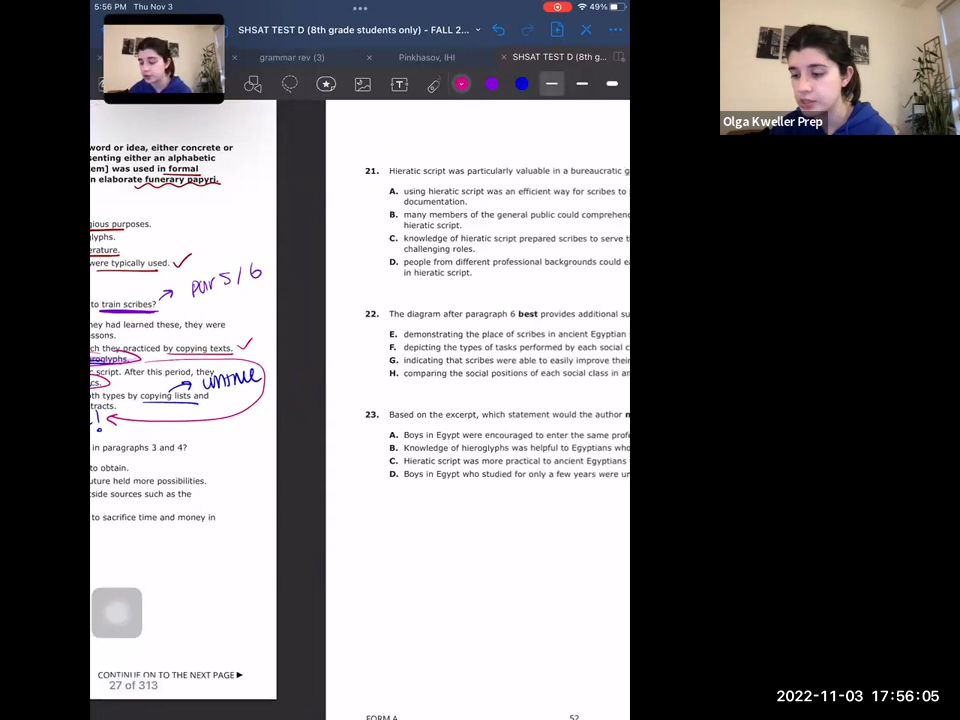 5:56 PM Thu Nov 3
49%
SHSAT TEST D (8th grade students only) - FALL 2...
grammar rev (3)
Pinkhasov, IHI
SHSAT TEST D (8th g...
word or idea, either concrete or
senting either an alphabetic
em] was used in formal
n elaborate funerary papyri.
gious purposes.
lyphs.
erature.
were typically used.
par 5/6
to train scribes?
hey had learned these, they were
ssons.
ch they practiced by copying texts.
eroglyphs.
c script. After this period, they
cs.
untrue
oth types by copying lists and
tracts.
!
in paragraphs 3 and 4?
to obtain.
uture held more possibilities.
tside sources such as the
to sacrifice time and money in
CONTINUE ON TO THE NEXT PAGE ▶
27 of 313
21. Hieratic script was particularly valuable in a bureaucratic g
A. using hieratic script was an efficient way for scribes to
documentation.
B. many members of the general public could comprehend
hieratic script.
C. knowledge of hieratic script prepared scribes to serve t
challenging roles.
D. people from different professional backgrounds could ea
in hieratic script.
22. The diagram after paragraph 6 best provides additional su
E. demonstrating the place of scribes in ancient Egyptian
F. depicting the types of tasks performed by each social c
G. indicating that scribes were able to easily improve their
H. comparing the social positions of each social class in an
23. Based on the excerpt, which statement would the author m
A. Boys in Egypt were encouraged to enter the same profe
B. Knowledge of hieroglyphs was helpful to Egyptians who
C. Hieratic script was more practical to ancient Egyptians
D. Boys in Egypt who studied for only a few years were un
FORM A
52
Olga Kweller Prep
2022-11-03 17:56:05